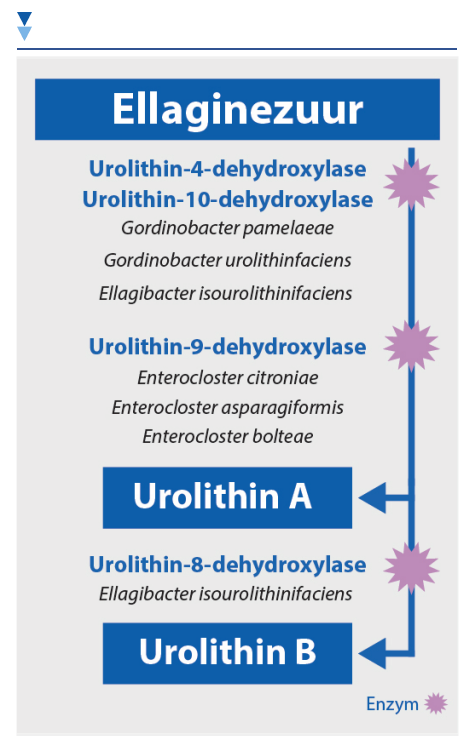 Ellaginezuur
Urolithin-4-dehydroxylase
Urolithin-10-dehydroxylase
Gordinobacter pamelaeae
Gordinobacter urolithinfaciens
Ellagibacter isourolithinifaciens
Urolithin-9-dehydroxylase
Enterocloster citroniae
Enterocloster asparagiformis
Enterocloster bolteae
Urolithin A
Urolithin-8-dehydroxylase
Ellagibacter isourolithinifaciens
Urolithin B
Enzym